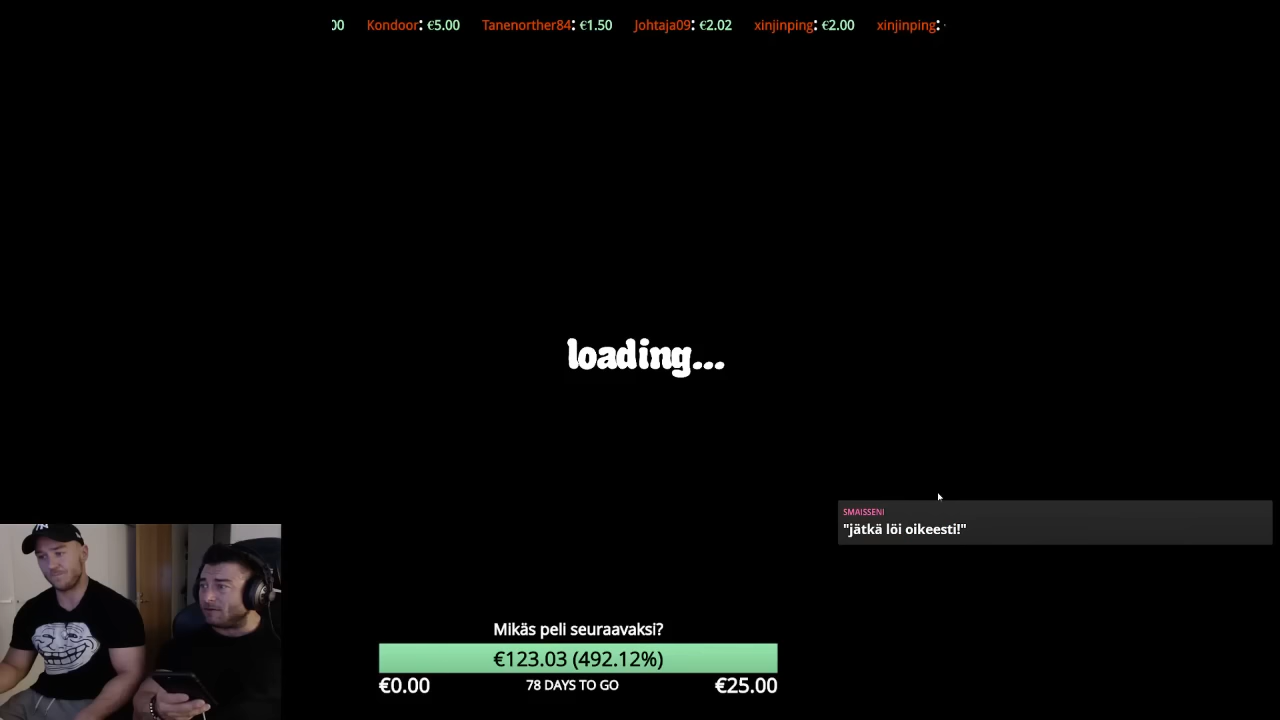 00 Kondoor: €5.00 Tanenorther84: €1.50 Johtaja09: €2.02 xinjinping: €2.00 xinjinping:
loading...
SMAISSENI
"jätkä löi oikeesti!"
Mikäs peli seuraavaksi?
€123.03 (492.12%)
€0.00 78 DAYS TO GO €25.00